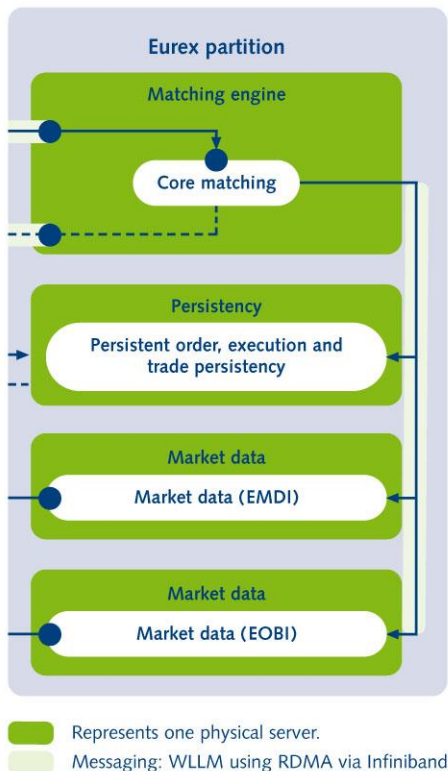 Eurex partition
Matching engine
Core matching
Persistency
Persistent order, execution and
trade persistency
Market data
Market data (EMDI)
Market data
Market data (EOBI)
Represents one physical server.
Messaging: WLLM using RDMA via Infiniband